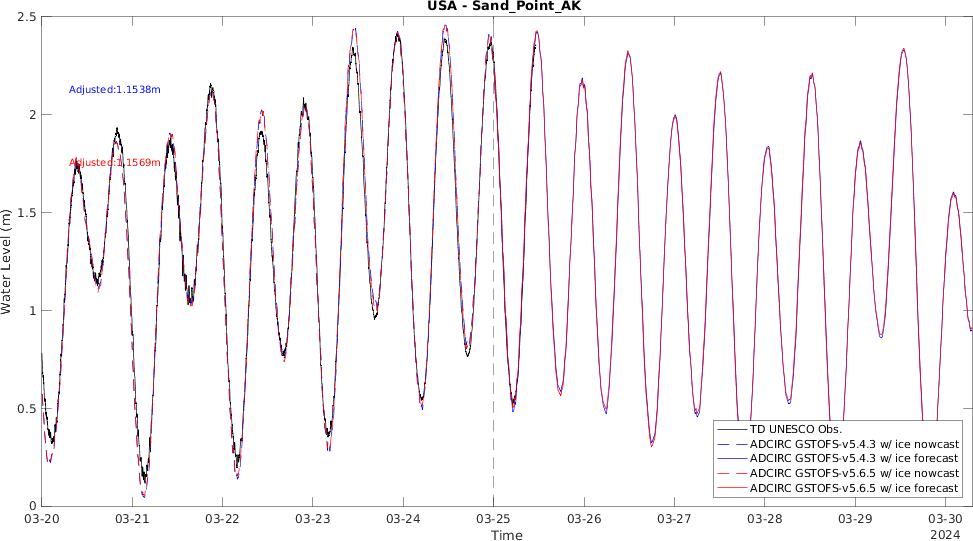 USA - Sand_Point_AK
2.5
2
1.5
1
0.5
0
Water Level (m)
Adjusted:1.1538m
Adjusted:1.1569m
TD UNESCO Obs.
ADCIRC GSTOFS-v5.4.3 w/ ice nowcast
ADCIRC GSTOFS-v5.4.3 w/ ice forecast
ADCIRC GSTOFS-v5.6.5 w/ ice nowcast
ADCIRC GSTOFS-v5.6.5 w/ ice forecast
03-20 03-21 03-22 03-23 03-24 03-25 03-26 03-27 03-28 03-29 03-30
2024
Time